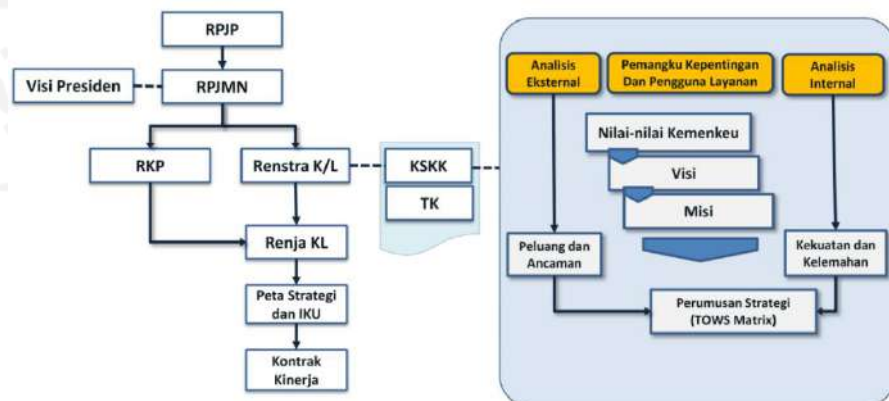 RPJP
Visi Presiden
RPJMN
RKP
Renstra K/L
KSKK
TK
Renja KL
Peta Strategi
dan IKU
Kontrak
Kinerja
Analisis
Eksternal
Pemangku Kepentingan
Dan Pengguna Layanan
Analisis
Internal
Nilai-nilai Kemenkeu
Visi
Misi
Peluang dan
Ancaman
Kekuatan dan
Kelemahan
Perumusan Strategi
(TOWS Matrix)